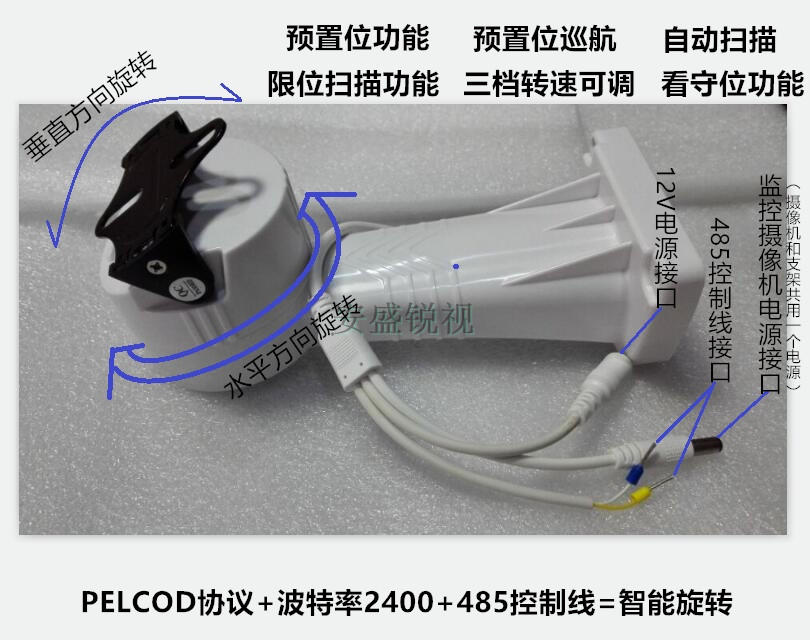 预置位功能 预置位巡航 自动扫描
限位扫描功能 三档转速可调 看守位功能
垂直方向旋转
水平方向旋转
安盛锐视
12V电源接口
485控制线接口
监控摄像机电源接口
(摄像机和支架共用一个电源)
QC
PELCOD协议+波特率2400+485控制线=智能旋转